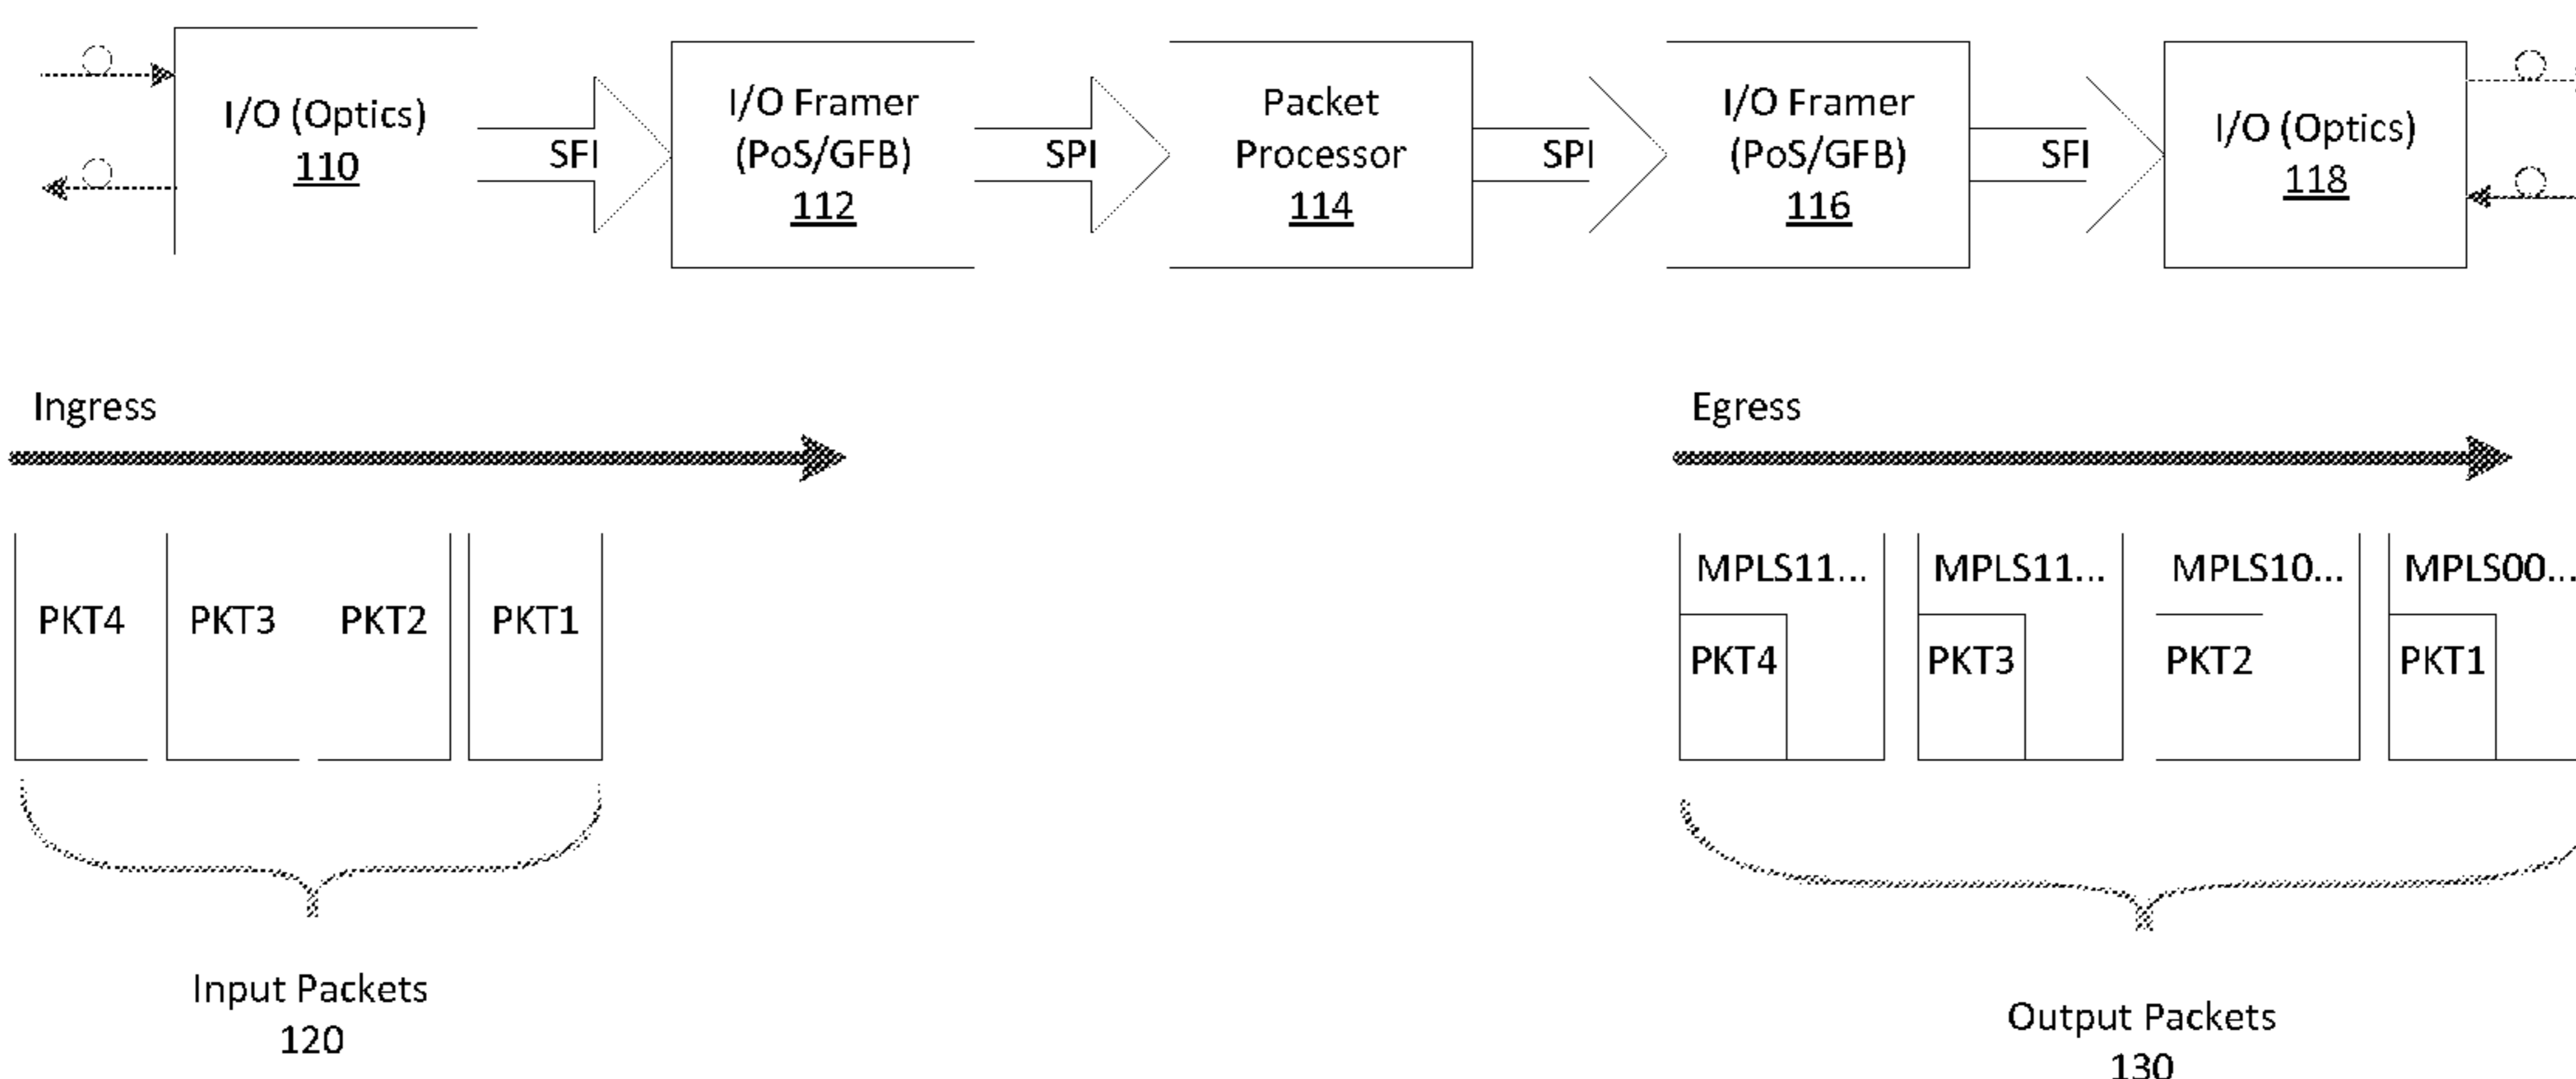 I/O (Optics)
110
SFI
I/O Framer
(PoS/GFB)
112
SPI
Packet
Processor
114
SPI
I/O Framer
(PoS/GFB)
116
SFI
I/O (Optics)
118
Ingress
Egress
PKT4
PKT3
PKT2
PKT1
MPLS11...
MPLS11...
MPLS10...
MPLS00...
PKT4
PKT3
PKT2
PKT1
Input Packets
120
Output Packets
130